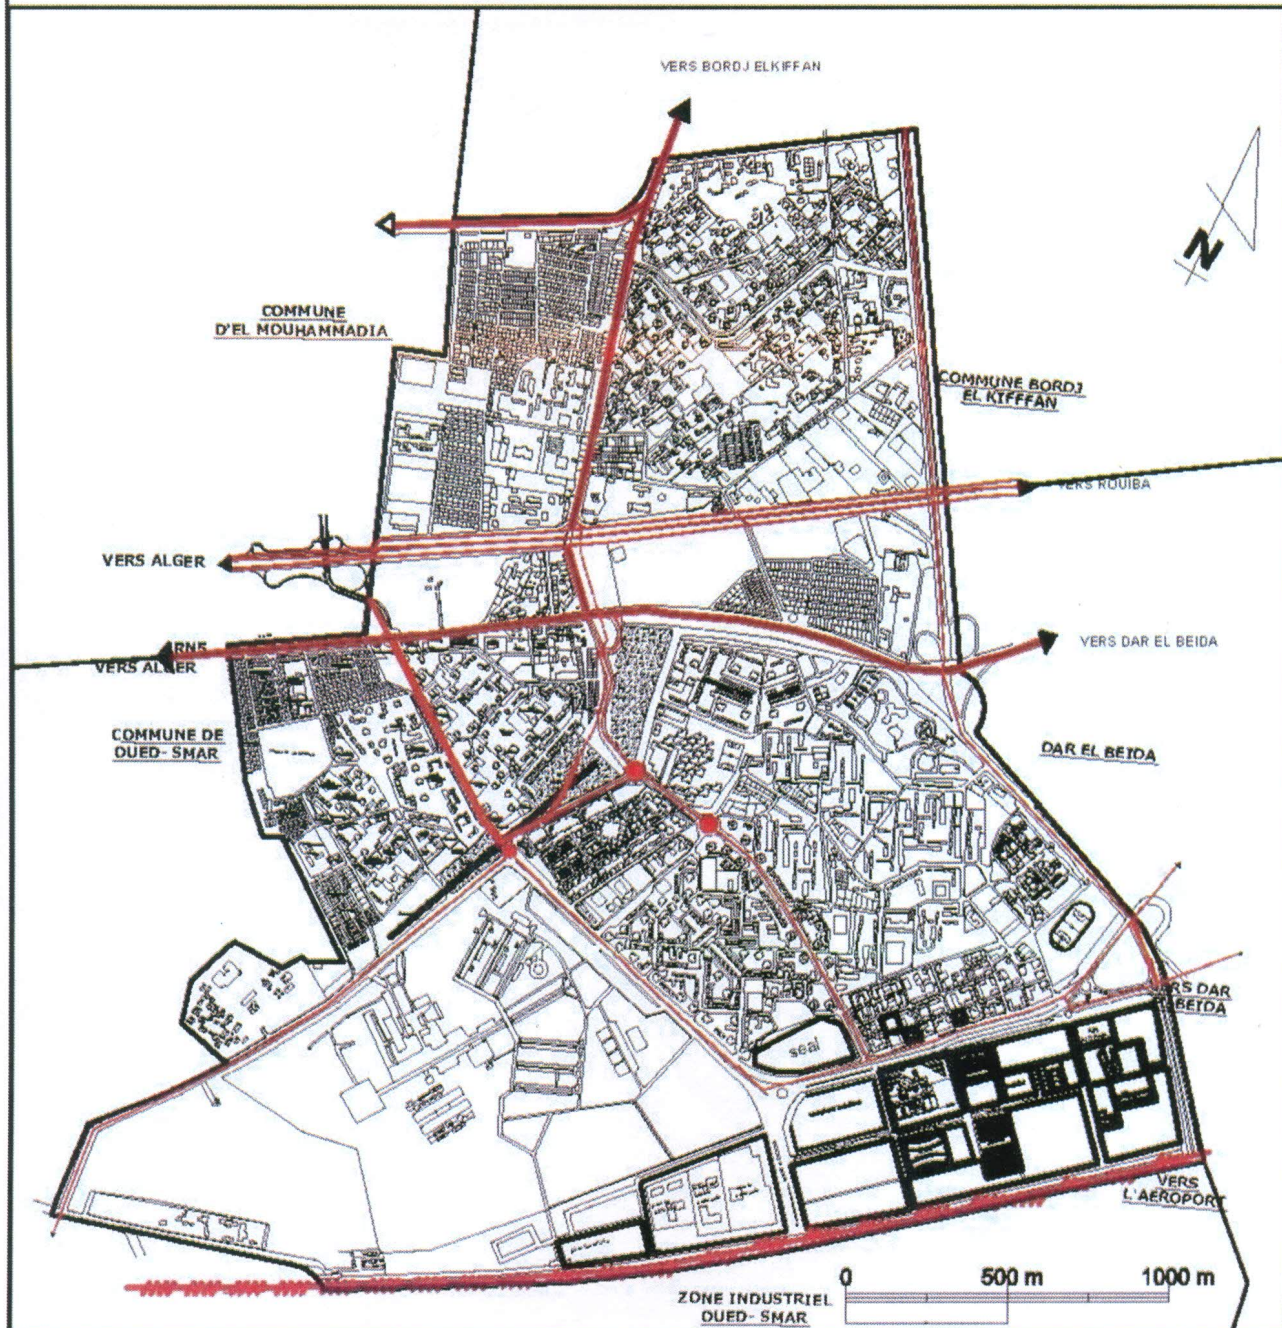 VERS BORDJ ELKIFFAN
N
COMMUNE
D'EL MOUHAMMADIA
COMMUNE BORDJ
EL KIFFFAN
VERS ROUIBA
VERS ALGER
RN5
VERS ALGER
VERS DAR EL BEIDA
COMMUNE DE
OUED- SMAR
DAR EL BEIDA
VERS DAR
BEIDA
seal
VERS
L'AEROPORT
0 500 m 1000 m
ZONE INDUSTRIEL
OUED- SMAR